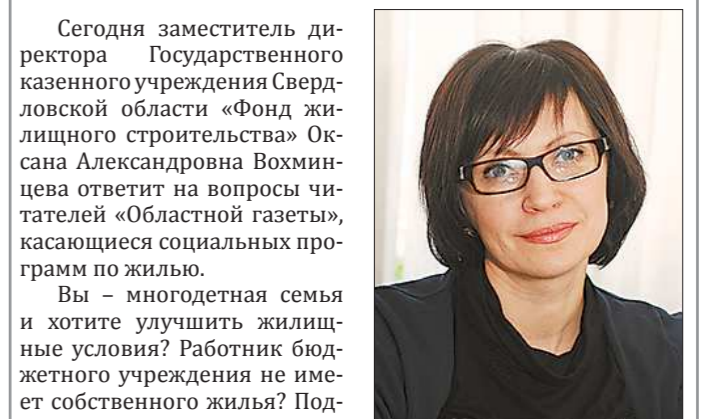 Сегодня заместитель ди-
ректора Государственного
казенного учреждения Сверд-
ловской области «Фонд жи-
лищного строительства» Ок-
сана Александровна Вохмин-
цева ответит на вопросы чи-
тателей «Областной газеты»,
касающиеся социальных про-
грамм по жилью.
Вы – многодетная семья
и хотите улучшить жилищ-
ные условия? Работник бюд-
жетного учреждения не име-
ет собственного жилья? Под-